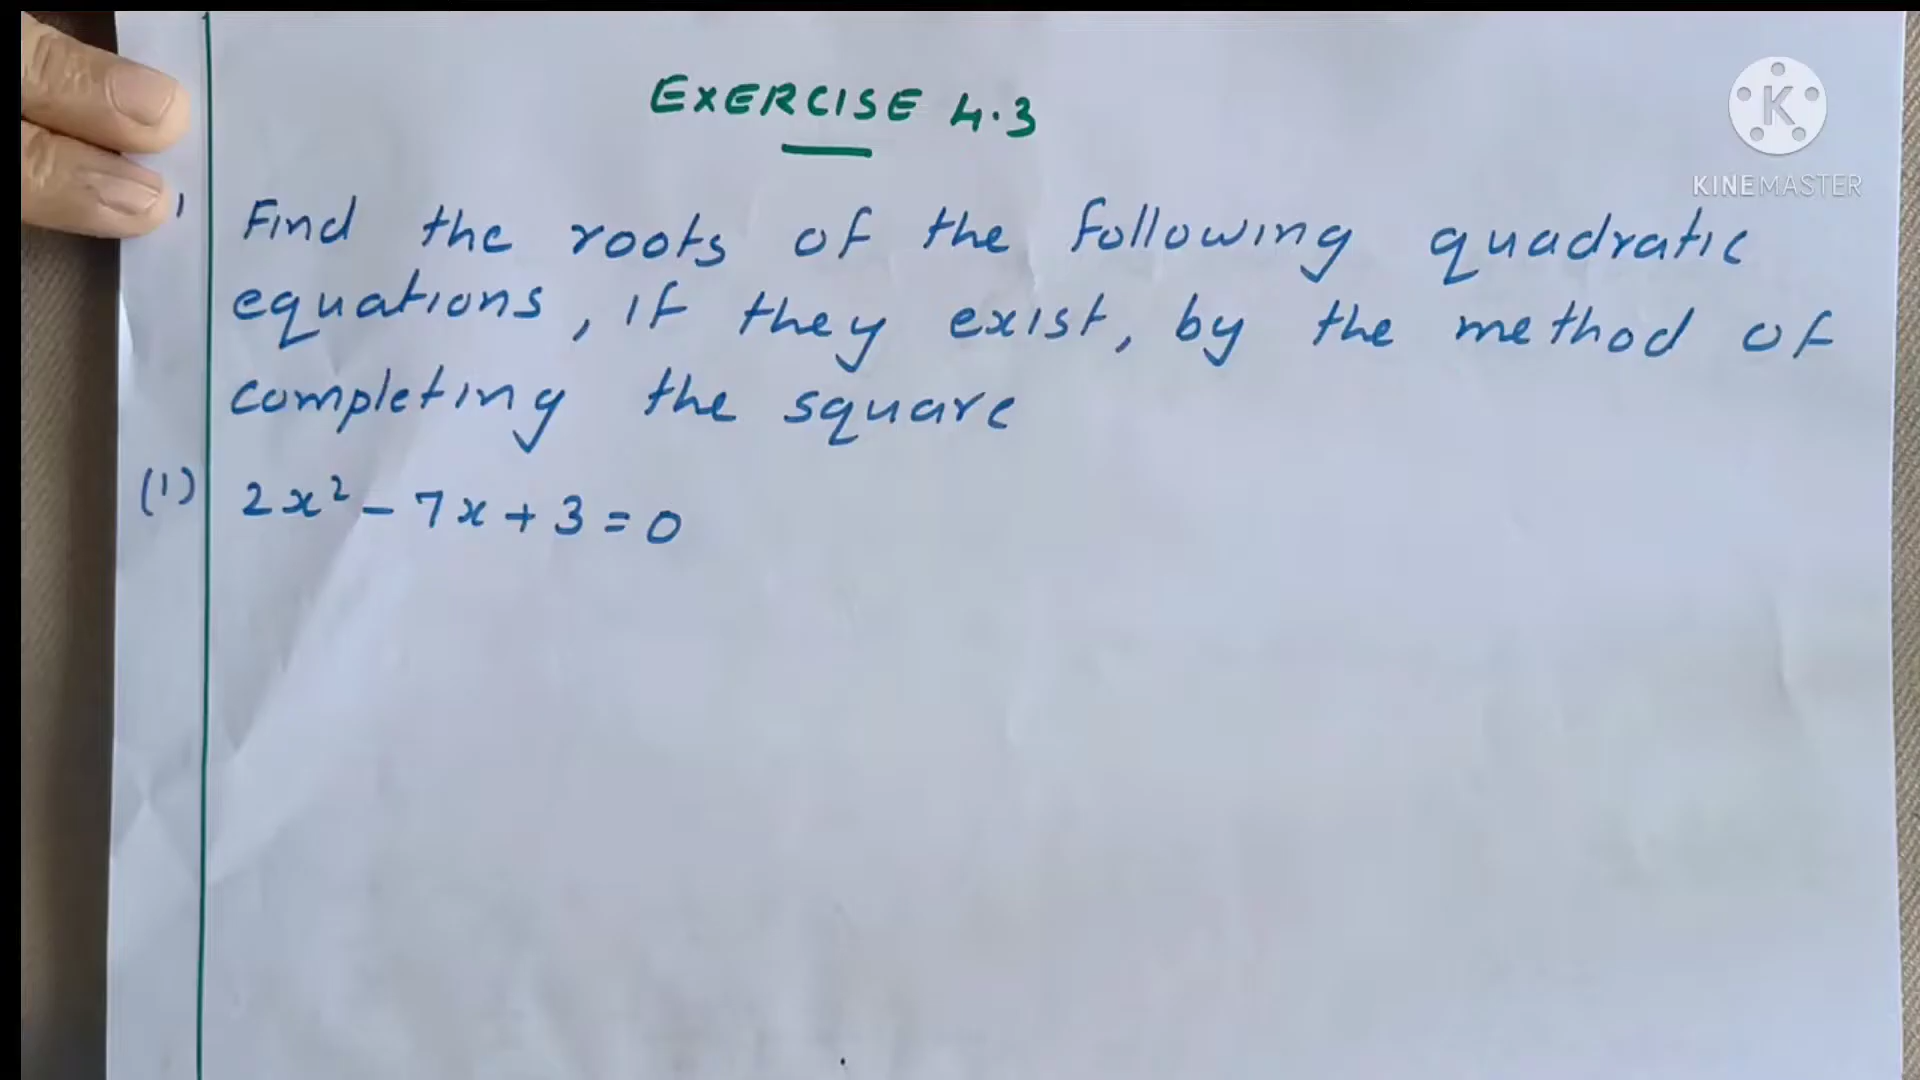 EXERCISE 4.3
1 Find the roots of the following quadratic
equations, if they exist, by the method of
completing the square
(1) 2x² - 7x + 3 = 0
K
KINEMASTER